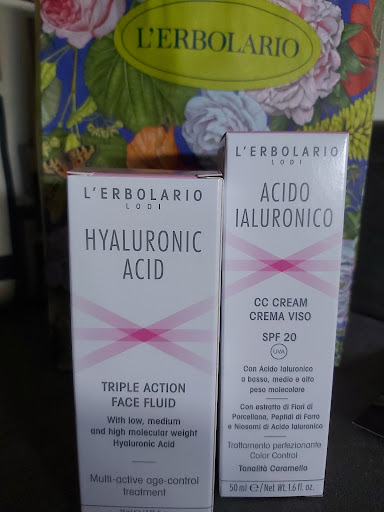 L'ERBOLARIO
L'ERBOLARIO
LODI
HYALURONIC
ACID
TRIPLE ACTION
FACE FLUID
With low, medium
and high molecular weight
Hyaluronic Acid
Multi-active age-control
treatment
L'ERBOLARIO
LODI
ACIDO
IALURONICO
CC CREAM
CREMA VISO
SPF 20
UVA
Con Acido Ialuronico
a basso, medio e alto
peso molecolare
Con estratto di Fiori di
Porcellana, Peptidi di Farro
e Niosomi di Acido Ialuronico
Trattamento perfezionante
Color Control
Tonalità Caramello
50 ml ℮ / Net Wt. 1.6 fl. oz.